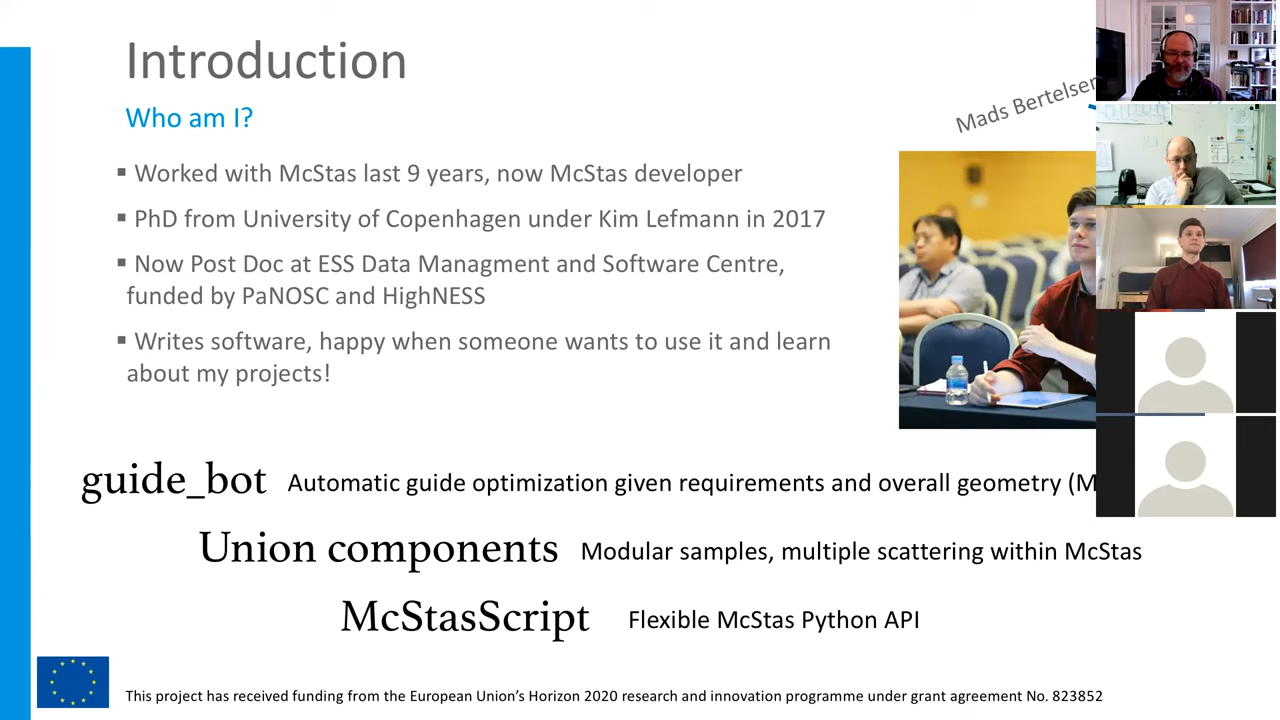 Introduction
Who am I?
Mads Bertelsen
▪ Worked with McStas last 9 years, now McStas developer
▪ PhD from University of Copenhagen under Kim Lefmann in 2017
▪ Now Post Doc at ESS Data Managment and Software Centre,
funded by PaNOSC and HighNESS
▪ Writes software, happy when someone wants to use it and learn
about my projects!
guide_bot Automatic guide optimization given requirements and overall geometry (M
Union components Modular samples, multiple scattering within McStas
McStasScript Flexible McStas Python API
This project has received funding from the European Union's Horizon 2020 research and innovation programme under grant agreement No. 823852